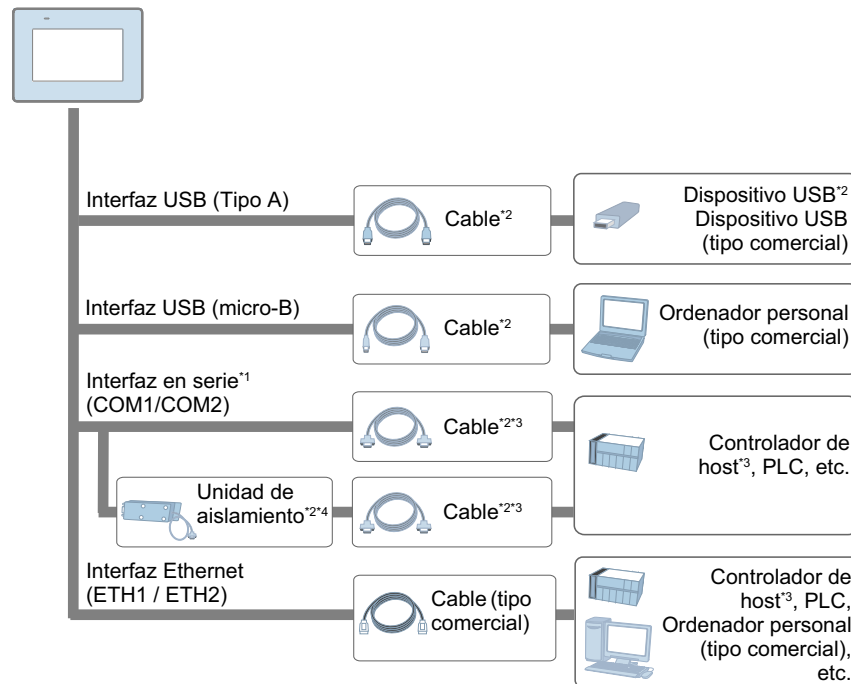 Interfaz USB (Tipo A)
Cable*2
Dispositivo USB*2
Dispositivo USB
(tipo comercial)
Interfaz USB (micro-B)
Cable*2
Ordenador personal
(tipo comercial)
Interfaz en serie*1
(COM1/COM2)
Cable*2*3
Controlador de
host*3, PLC, etc.
Unidad de
aislamiento*2*4
Cable*2*3
Interfaz Ethernet
(ETH1 / ETH2)
Cable (tipo
comercial)
Controlador de
host*3, PLC,
Ordenador personal
(tipo comercial),
etc.